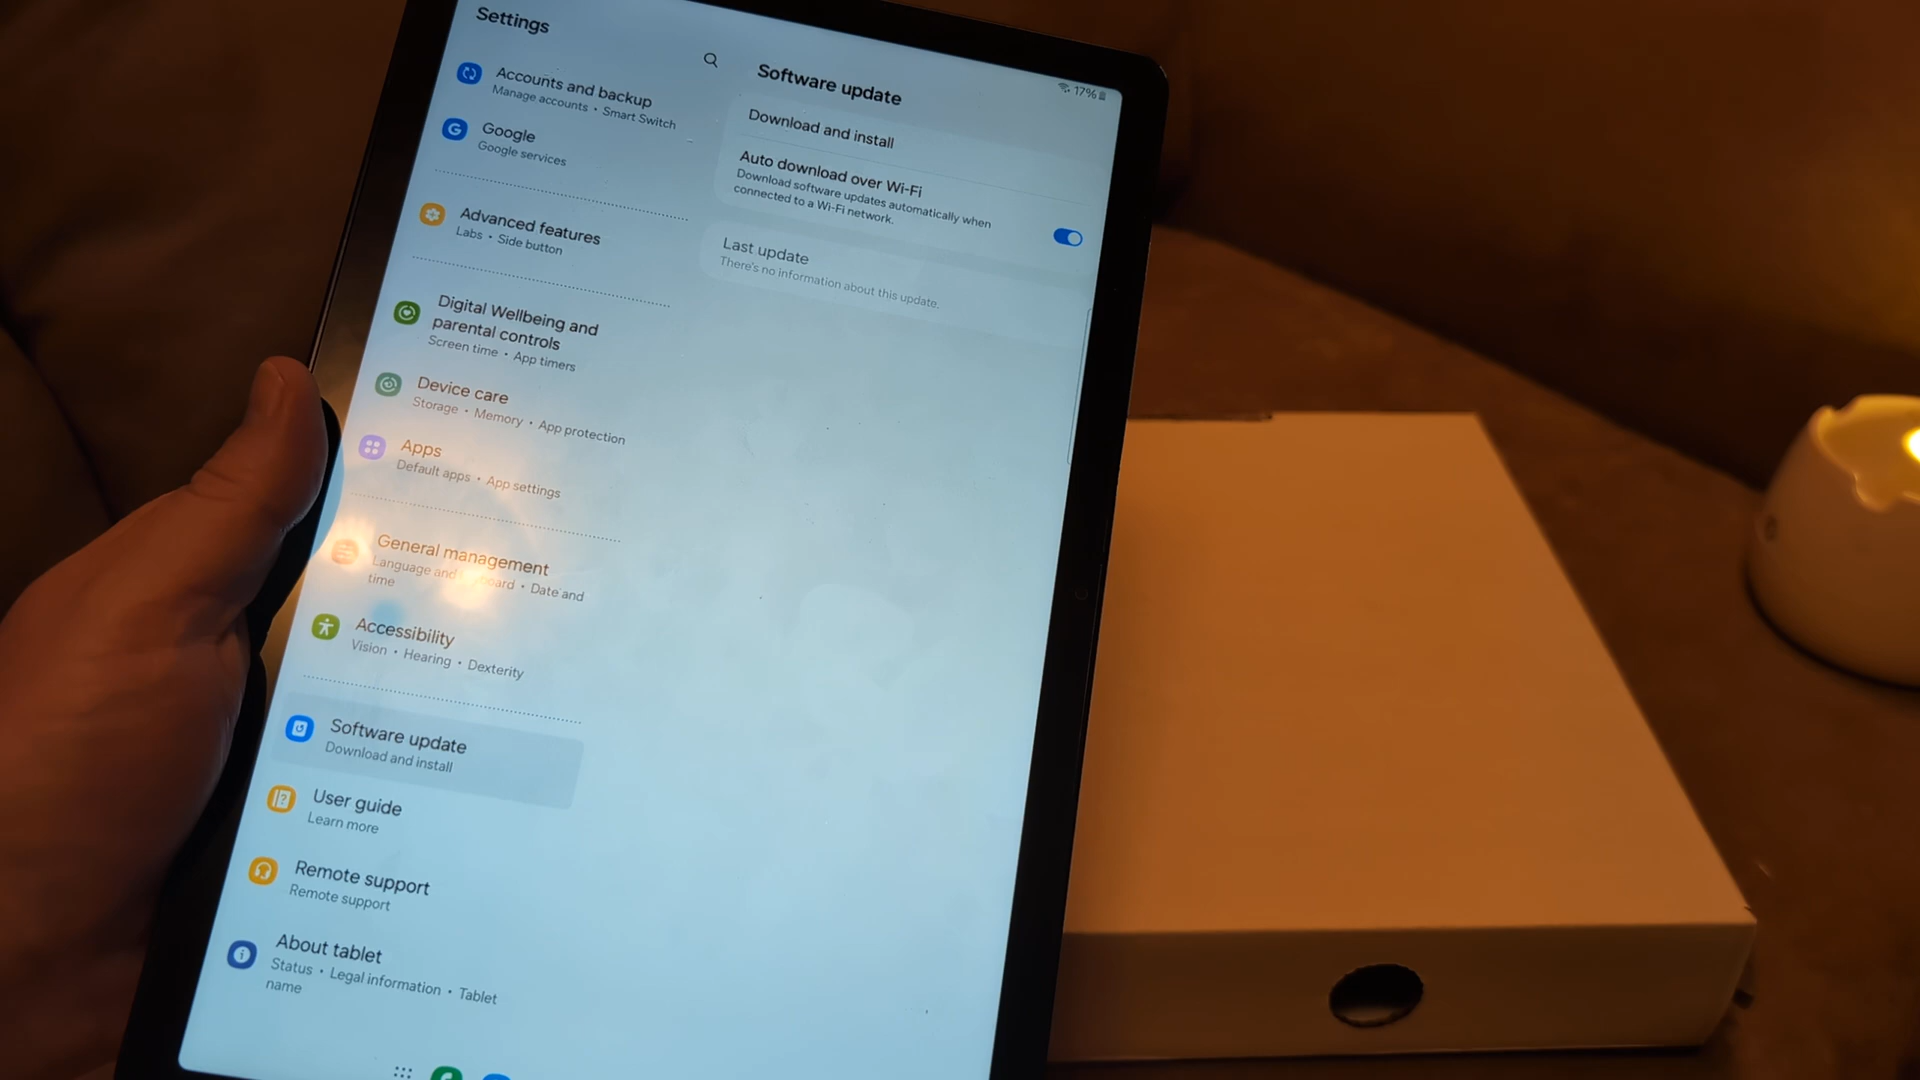 Settings
Accounts and backup
Manage accounts • Smart Switch
Google
Google services
Advanced features
Labs • Side button
Digital Wellbeing and
parental controls
Screen time • App timers
Device care
Storage • Memory • App protection
Apps
Default apps • App settings
General management
Language and • Date and
time
Accessibility
Vision • Hearing • Dexterity
Software update
Download and install
User guide
Learn more
Remote support
Remote support
About tablet
Status • Legal information • Tablet
name
17%
Software update
Download and install
Auto download over Wi-Fi
Download software updates automatically when
connected to a Wi-Fi network.
Last update
There's no information about this update.